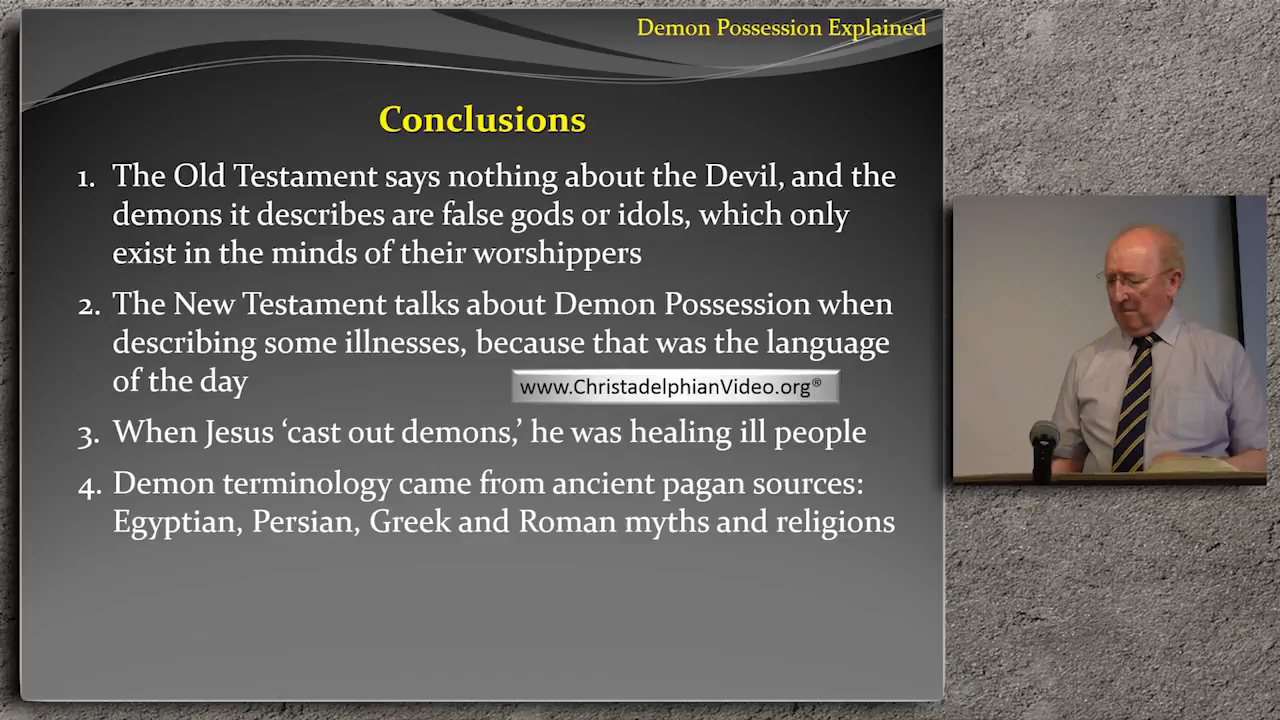 Demon Possession Explained
Conclusions
1. The Old Testament says nothing about the Devil, and the
demons it describes are false gods or idols, which only
exist in the minds of their worshippers
2. The New Testament talks about Demon Possession when
describing some illnesses, because that was the language
of the day
www.ChristadelphianVideo.org®
3. When Jesus ‘cast out demons,’ he was healing ill people
4. Demon terminology came from ancient pagan sources:
Egyptian, Persian, Greek and Roman myths and religions